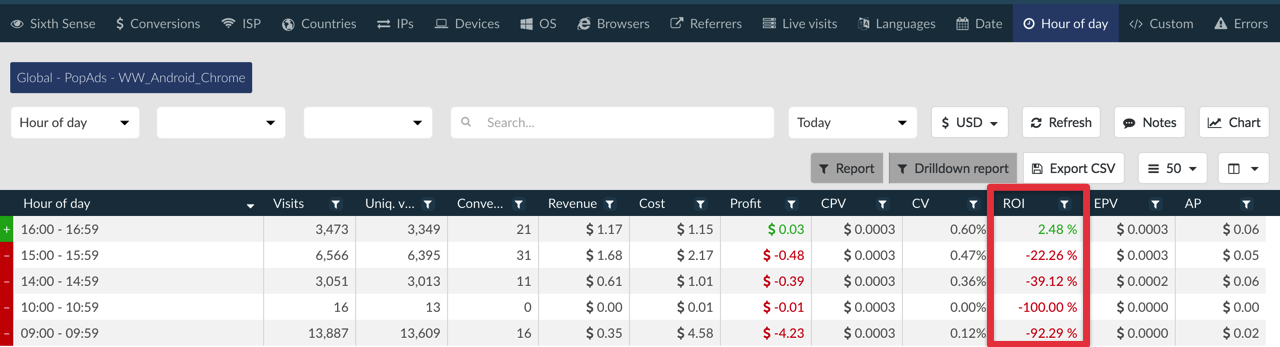 Sixth Sense $ Conversions ISP Countries IPs Devices OS Browsers Referrers Live visits Languages Date Hour of day </> Custom Errors
Global - PopAds - WW_Android_Chrome
Hour of day Search... Today $ USD Refresh Notes Chart
Report Drilldown report Export CSV 50
Hour of day Visits Uniq. v... Conve... Revenue Cost Profit CPV CV ROI EPV AP
+ 16:00 - 16:59 3,473 3,349 21 $ 1.17 $ 1.15 $ 0.03 $ 0.0003 0.60% 2.48 % $ 0.0003 $ 0.06
- 15:00 - 15:59 6,566 6,395 31 $ 1.68 $ 2.17 $ -0.48 $ 0.0003 0.47% -22.26 % $ 0.0003 $ 0.05
- 14:00 - 14:59 3,051 3,013 11 $ 0.61 $ 1.01 $ -0.39 $ 0.0003 0.36% -39.12 % $ 0.0002 $ 0.06
- 10:00 - 10:59 16 13 0 $ 0.00 $ 0.01 $ -0.01 $ 0.0003 0.00% -100.00 % $ 0.0000 $ 0.00
- 09:00 - 09:59 13,887 13,609 16 $ 0.35 $ 4.58 $ -4.23 $ 0.0003 0.12% -92.29 % $ 0.0000 $ 0.02